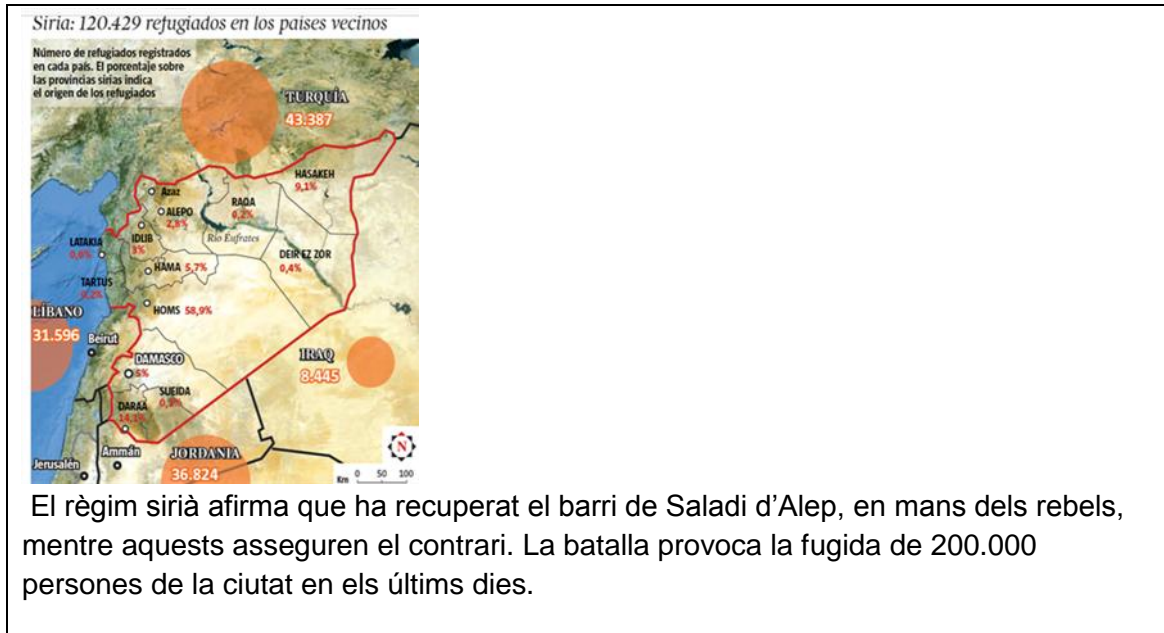 Siria: 120.429 refugiados en los países vecinos
Número de refugiados registrados
en cada país. El porcentaje sobre
las provincias sirias indica
el origen de los refugiados
TURQUÍA
43.387
HASAKEH
9,1%
Azaz
ALEPO
2,8%
RAQA
0,2%
IDLIB
3%
Río Éufrates
LATAKIA
0,6%
DEIR EZ ZOR
0,4%
HAMA 5,7%
TARTUS
0,2%
HOMS 58,9%
LÍBANO
31.596
Beirut
DAMASCO
5%
IRAQ
8.445
SUEIDA
DARAA
14,1%
Ammán
Jerusalén
JORDANIA
36.824
N
Km 0 50 100
El règim sirià afirma que ha recuperat el barri de Saladi d’Alep, en mans dels rebels,
mentre aquests asseguren el contrari. La batalla provoca la fugida de 200.000
persones de la ciutat en els últims dies.